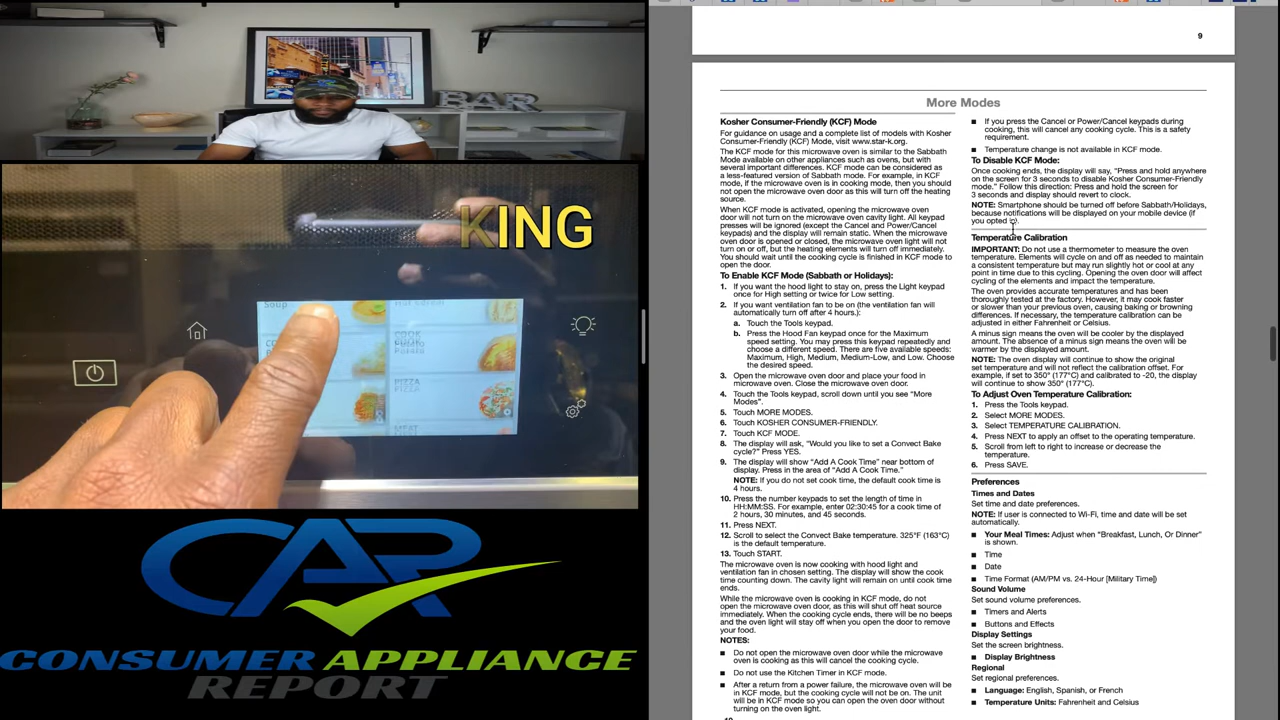 BAR
KING
Soup
Hot Cereal
COOK
Potato
PIZZA
Pizza
MEAT
CAR
CONSUMER APPLIANCE
REPORT
9
More Modes
Kosher Consumer-Friendly (KCF) Mode
For guidance on usage and a complete list of models with Kosher
Consumer-Friendly (KCF) Mode, visit www.star-k.org.
The KCF mode for this microwave oven is similar to the Sabbath
Mode available on other appliances such as ovens, but with
several important differences. KCF mode can be considered as
a less-featured version of Sabbath mode. For example, in KCF
mode, if the microwave oven is in cooking mode, then you should
not open the microwave oven door as this will turn off the heating
source.
When KCF mode is activated, opening the microwave oven
door will not turn on the microwave oven cavity light. All keypad
presses will be ignored (except the Cancel and Power/Cancel
keypads) and the display will remain static. When the microwave
oven door is opened or closed, the microwave oven light will not
turn on or off, but the heating elements will turn off immediately.
You should wait until the cooking cycle is finished in KCF mode to
open the door.
To Enable KCF Mode (Sabbath or Holidays):
1. If you want the hood light to stay on, press the Light keypad
once for High setting or twice for Low setting.
2. If you want ventilation fan to be on (the ventilation fan will
automatically turn off after 4 hours.):
a. Touch the Tools keypad.
b. Press the Hood Fan keypad once for the Maximum
speed setting. You may press this keypad repeatedly and
choose a different speed. There are five available speeds:
Maximum, High, Medium, Medium-Low, and Low. Choose
the desired speed.
3. Open the microwave oven door and place your food in
microwave oven. Close the microwave oven door.
4. Touch the Tools keypad, scroll down until you see “More
Modes”.
5. Touch MORE MODES.
6. Touch KOSHER CONSUMER-FRIENDLY.
7. Touch KCF MODE.
8. The display will ask, “Would you like to set a Convect Bake
cycle?” Press YES.
9. The display will show “Add A Cook Time” near bottom of
display. Press in the area of “Add A Cook Time.”
NOTE: If you do not set cook time, the default cook time is
4 hours.
10. Press the number keypads to set the length of time in
HH:MM:SS. For example, enter 02:30:45 for a cook time of
2 hours, 30 minutes, and 45 seconds.
11. Press NEXT.
12. Scroll to select the Convect Bake temperature. 325°F (163°C)
is the default temperature.
13. Touch START.
The microwave oven is now cooking with hood light and
ventilation fan in chosen setting. The display will show the cook
time counting down. The cavity light will remain on until cook time
ends.
While the microwave oven is cooking in KCF mode, do not
open the microwave oven door, as this will shut off heat source
immediately. When the cooking cycle ends, there will be no beeps
and the oven light will stay off when you open the door to remove
your food.
NOTES:
■ Do not open the microwave oven door while the microwave
oven is cooking as this will cancel the cooking cycle.
■ Do not use the Kitchen Timer in KCF mode.
■ After a return from a power failure, the microwave oven will be
in KCF mode, but the cooking cycle will not be on. The unit
will be in KCF mode so you can open the oven door without
turning on the oven light.
■ If you press the Cancel or Power/Cancel keypads during
cooking, this will cancel any cooking cycle. This is a safety
requirement.
■ Temperature change is not available in KCF mode.
To Disable KCF Mode:
Once cooking ends, the display will say, “Press and hold anywhere
on the screen for 3 seconds to disable Kosher Consumer-Friendly
mode.” Follow this direction: Press and hold the screen for
3 seconds and display should revert to clock.
NOTE: Smartphone should be turned off before Sabbath/Holidays,
because notifications will be displayed on your mobile device (if
you opted in).
Temperature Calibration
IMPORTANT: Do not use a thermometer to measure the oven
temperature. Elements will cycle on and off as needed to maintain
a consistent temperature but may run slightly hot or cool at any
point in time due to this cycling. Opening the oven door will affect
cycling of the elements and impact the temperature.
The oven provides accurate temperatures and has been
thoroughly tested at the factory. However, it may cook faster
or slower than your previous oven, causing baking or browning
differences. If necessary, the temperature calibration can be
adjusted in either Fahrenheit or Celsius.
A minus sign means the oven will be cooler by the displayed
amount. The absence of a minus sign means the oven will be
warmer by the displayed amount.
NOTE: The oven display will continue to show the original
set temperature and will not reflect the calibration offset. For
example, if set to 350° (177°C) and calibrated to -20, the display
will continue to show 350° (177°C).
To Adjust Oven Temperature Calibration:
1. Press the Tools keypad.
2. Select MORE MODES.
3. Select TEMPERATURE CALIBRATION.
4. Press NEXT to apply an offset to the operating temperature.
5. Scroll from left to right to increase or decrease the
temperature.
6. Press SAVE.
Preferences
Times and Dates
Set time and date preferences.
NOTE: If user is connected to Wi-Fi, time and date will be set
automatically.
■ Your Meal Times: Adjust when “Breakfast, Lunch, Or Dinner”
is shown.
■ Time
■ Date
■ Time Format (AM/PM vs. 24-Hour [Military Time])
Sound Volume
Set sound volume preferences.
■ Timers and Alerts
■ Buttons and Effects
Display Settings
Set the screen brightness.
■ Display Brightness
Regional
Set regional preferences.
■ Language: English, Spanish, or French
■ Temperature Units: Fahrenheit and Celsius